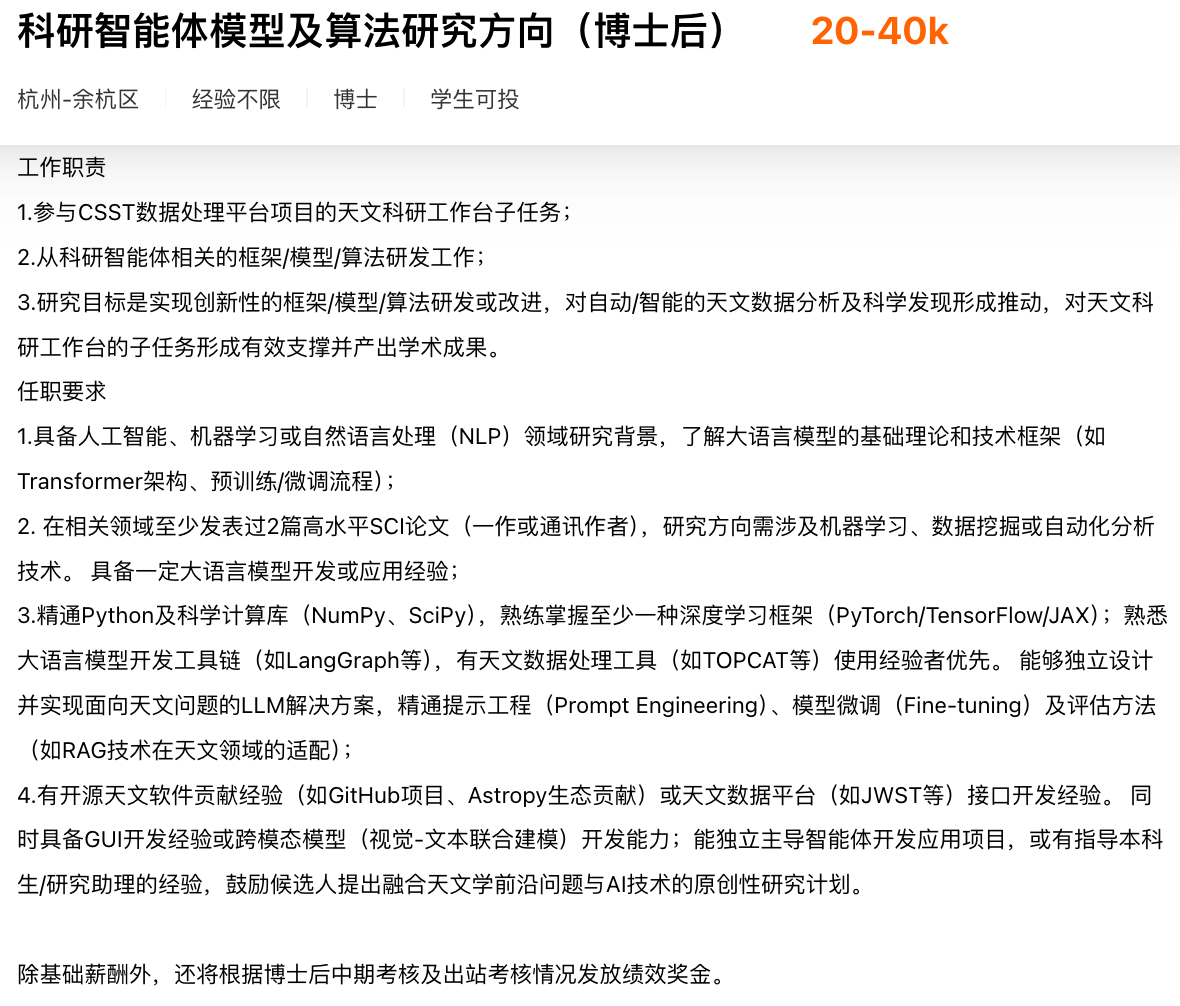 科研智能体模型及算法研究方向（博士后） 20-40k
杭州-余杭区 经验不限 博士 学生可投
工作职责
1.参与CSST数据处理平台项目的天文科研工作台子任务；
2.从科研智能体相关的框架/模型/算法研发工作；
3.研究目标是实现创新性的框架/模型/算法研发或改进，对自动/智能的天文数据分析及科学发现形成推动，对天文科
研工作台的子任务形成有效支撑并产出学术成果。
任职要求
1.具备人工智能、机器学习或自然语言处理（NLP）领域研究背景，了解大语言模型的基础理论和技术框架（如
Transformer架构、预训练/微调流程）；
2. 在相关领域至少发表过2篇高水平SCI论文（一作或通讯作者），研究方向需涉及机器学习、数据挖掘或自动化分析
技术。 具备一定大语言模型开发或应用经验；
3.精通Python及科学计算库（NumPy、SciPy），熟练掌握至少一种深度学习框架（PyTorch/TensorFlow/JAX）；熟悉
大语言模型开发工具链（如LangGraph等），有天文数据处理工具（如TOPCAT等）使用经验者优先。 能够独立设计
并实现面向天文问题的LLM解决方案，精通提示工程（Prompt Engineering）、模型微调（Fine-tuning）及评估方法
（如RAG技术在天文领域的适配）；
4.有开源天文软件贡献经验（如GitHub项目、Astropy生态贡献）或天文数据平台（如JWST等）接口开发经验。 同
时具备GUI开发经验或跨模态模型（视觉-文本联合建模）开发能力；能独立主导智能体开发应用项目，或有指导本科
生/研究助理的经验，鼓励候选人提出融合天文学前沿问题与AI技术的原创性研究计划。
除基础薪酬外，还将根据博士后中期考核及出站考核情况发放绩效奖金。